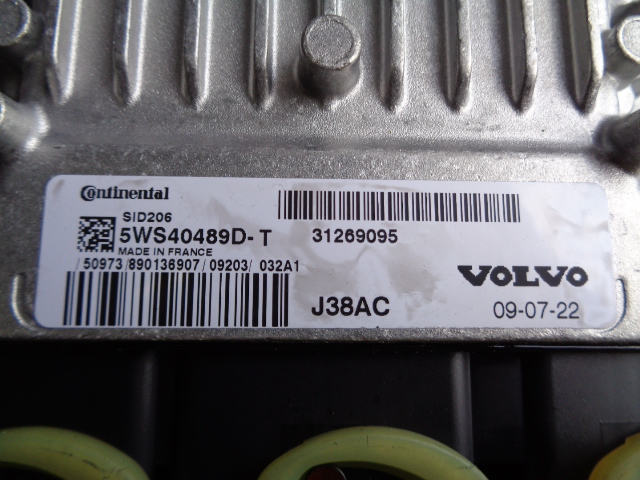 Continental
SID206
5WS40489D-T 31269095
MADE IN FRANCE
/50973/890136907/09203/032A1
VOLVO
J38AC 09-07-22